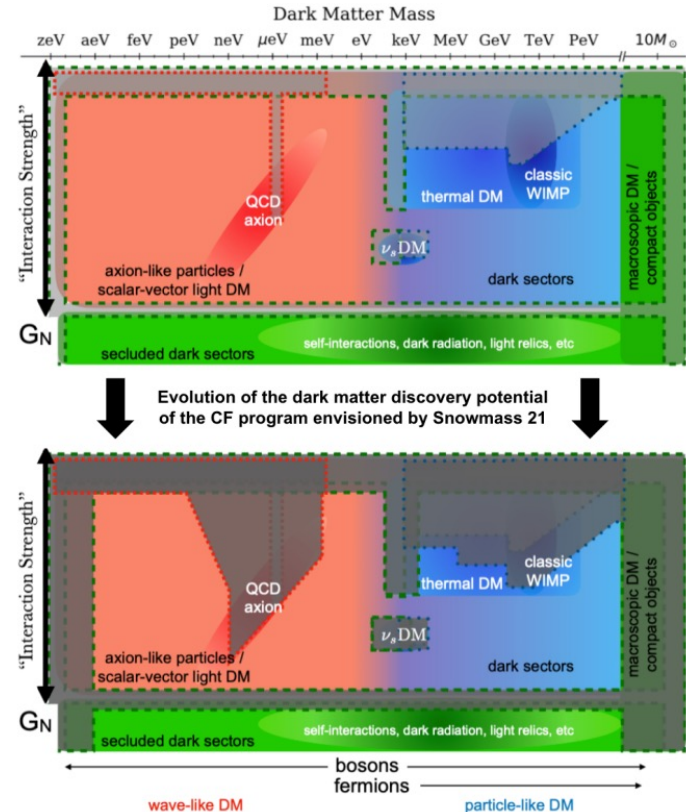 Dark Matter Mass
zeV aeV feV peV neV μeV meV eV keV MeV GeV TeV PeV 10M⊙
“Interaction Strength”
QCD
axion
thermal DM
classic
WIMP
νsDM
axion-like particles /
scalar-vector light DM
dark sectors
macroscopic DM /
compact objects
GN
secluded dark sectors
self-interactions, dark radiation, light relics, etc
Evolution of the dark matter discovery potential
of the CF program envisioned by Snowmass 21
“Interaction Strength”
QCD
axion
thermal DM
classic
WIMP
νsDM
axion-like particles /
scalar-vector light DM
dark sectors
macroscopic DM /
compact objects
GN
secluded dark sectors
self-interactions, dark radiation, light relics, etc
bosons
fermions
wave-like DM
particle-like DM